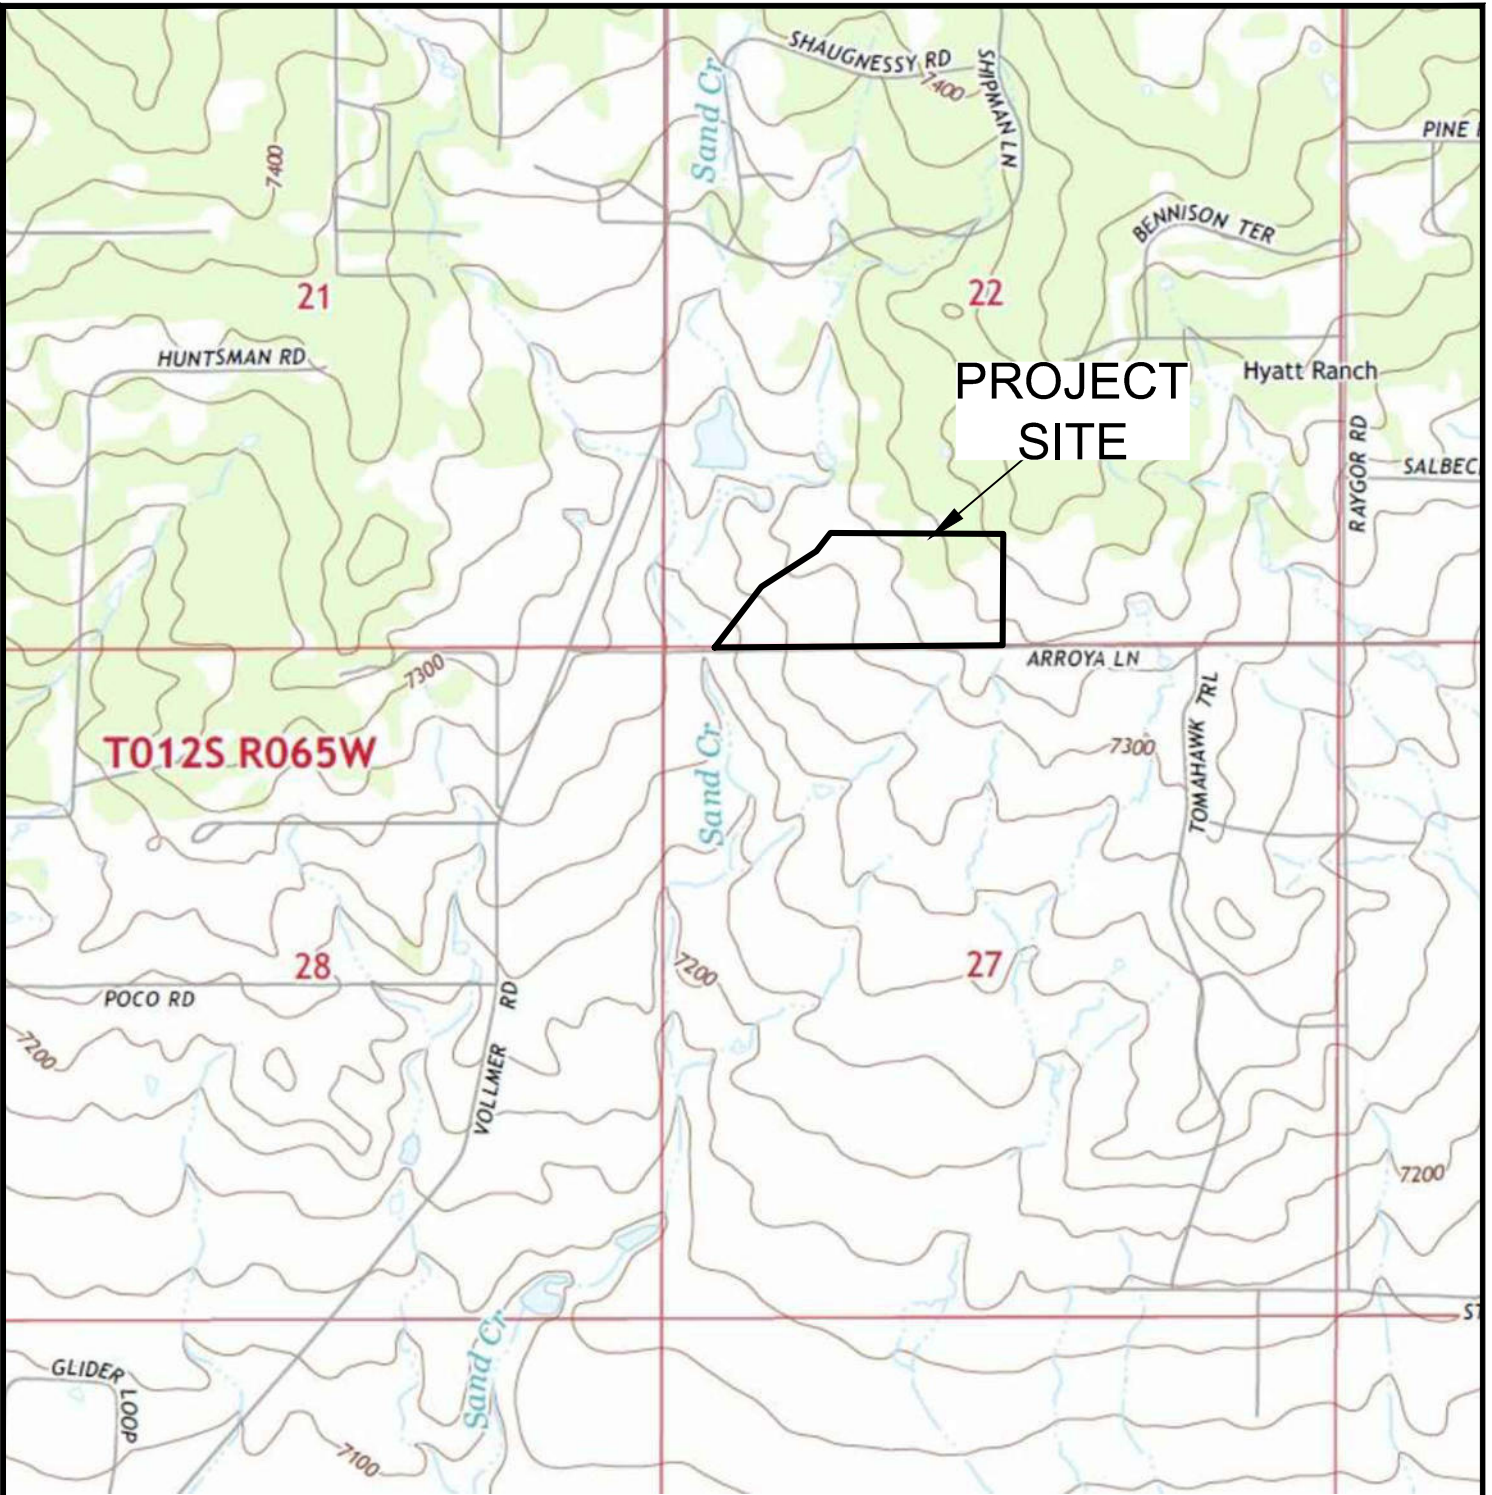 SHAUGNESSY RD
SHIPMAN LN
7400
Sand Cr
PINE
7400
BENNISON TER
21
22
HUNTSMAN RD
PROJECT
SITE
Hyatt Ranch
RAYGOR RD
SALBEC
ARROYA LN
7300
TOMAHAWK TRL
T012S R065W
7300
Sand Cr
28
27
7200
POCO RD
VOLLMER RD
7200
7200
ST
Sand Cr
GLIDER LOOP
7100